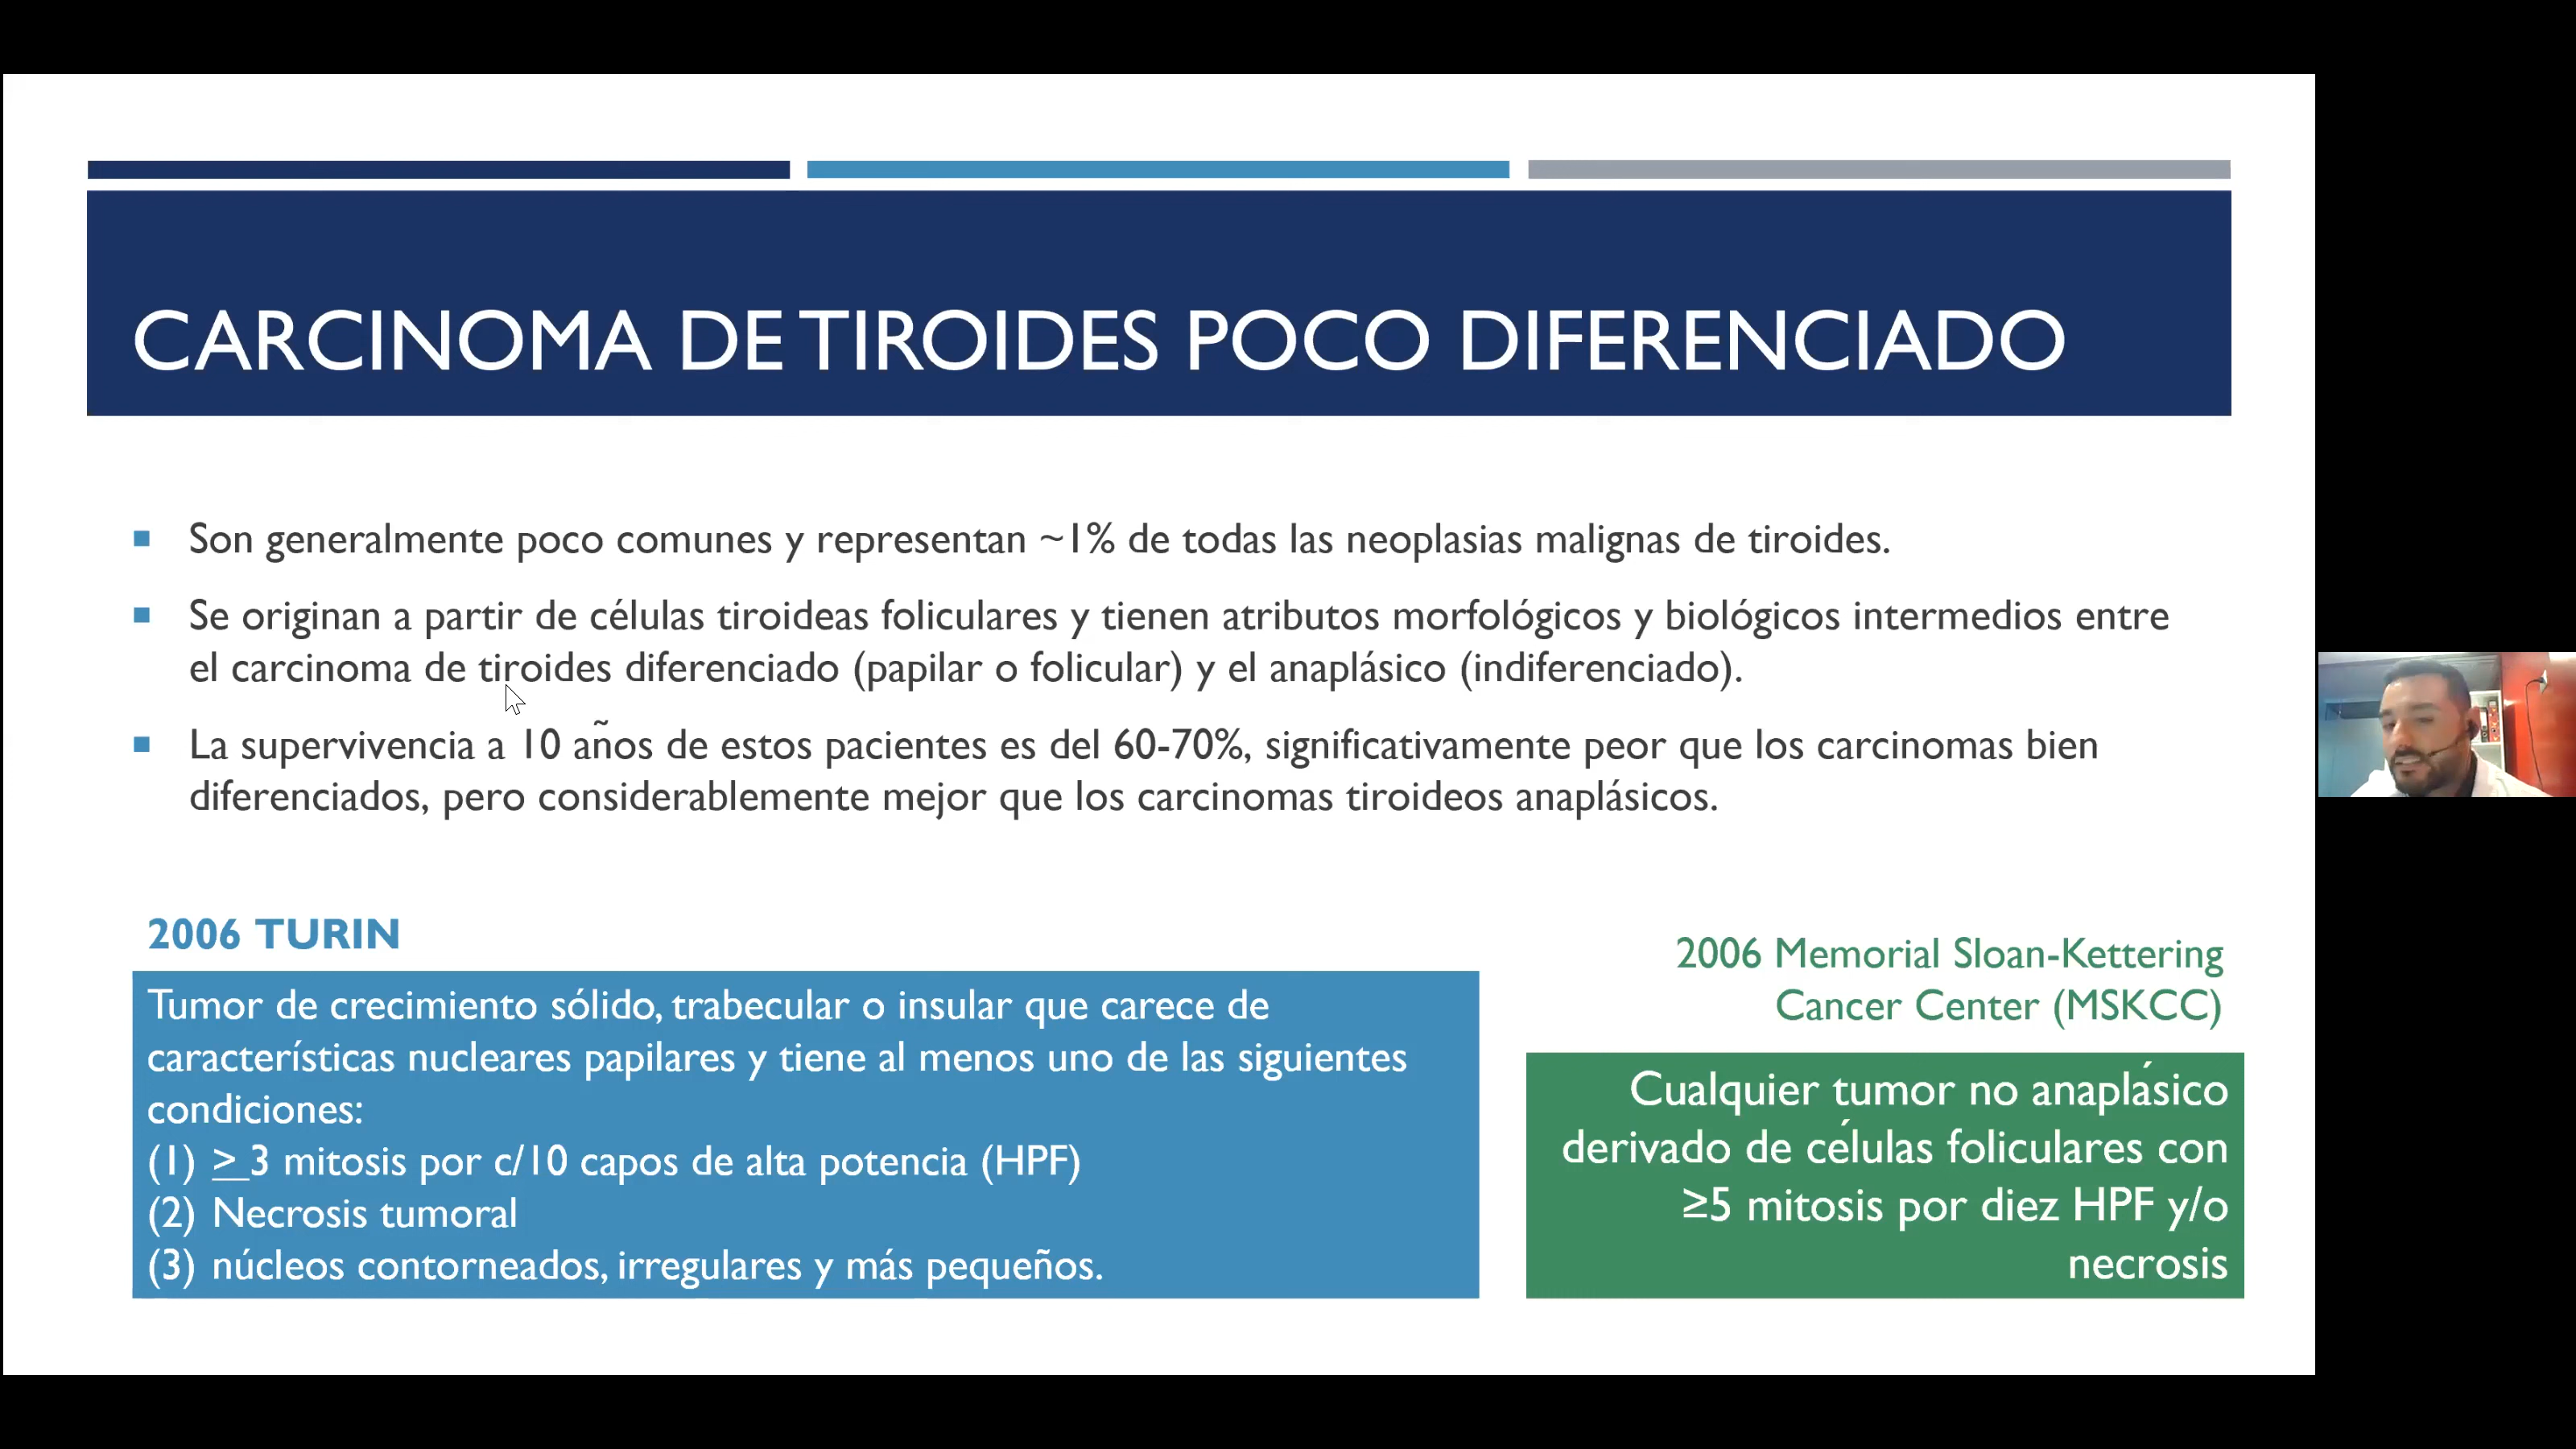 CARCINOMA DE TIROIDES POCO DIFERENCIADO
Son generalmente poco comunes y representan ~1% de todas las neoplasias malignas de tiroides.
Se originan a partir de células tiroideas foliculares y tienen atributos morfológicos y biológicos intermedios entre
el carcinoma de tiroides diferenciado (papilar o folicular) y el anaplásico (indiferenciado).
La supervivencia a 10 años de estos pacientes es del 60-70%, significativamente peor que los carcinomas bien
diferenciados, pero considerablemente mejor que los carcinomas tiroideos anaplásicos.
2006 TURIN
Tumor de crecimiento sólido, trabecular o insular que carece de
características nucleares papilares y tiene al menos uno de las siguientes
condiciones:
(1) > 3 mitosis por c/10 capos de alta potencia (HPF)
(2) Necrosis tumoral
(3) núcleos contorneados, irregulares y más pequeños.
2006 Memorial Sloan-Kettering
Cancer Center (MSKCC)
Cualquier tumor no anaplásico
derivado de células foliculares con
≥5 mitosis por diez HPF y/o
necrosis